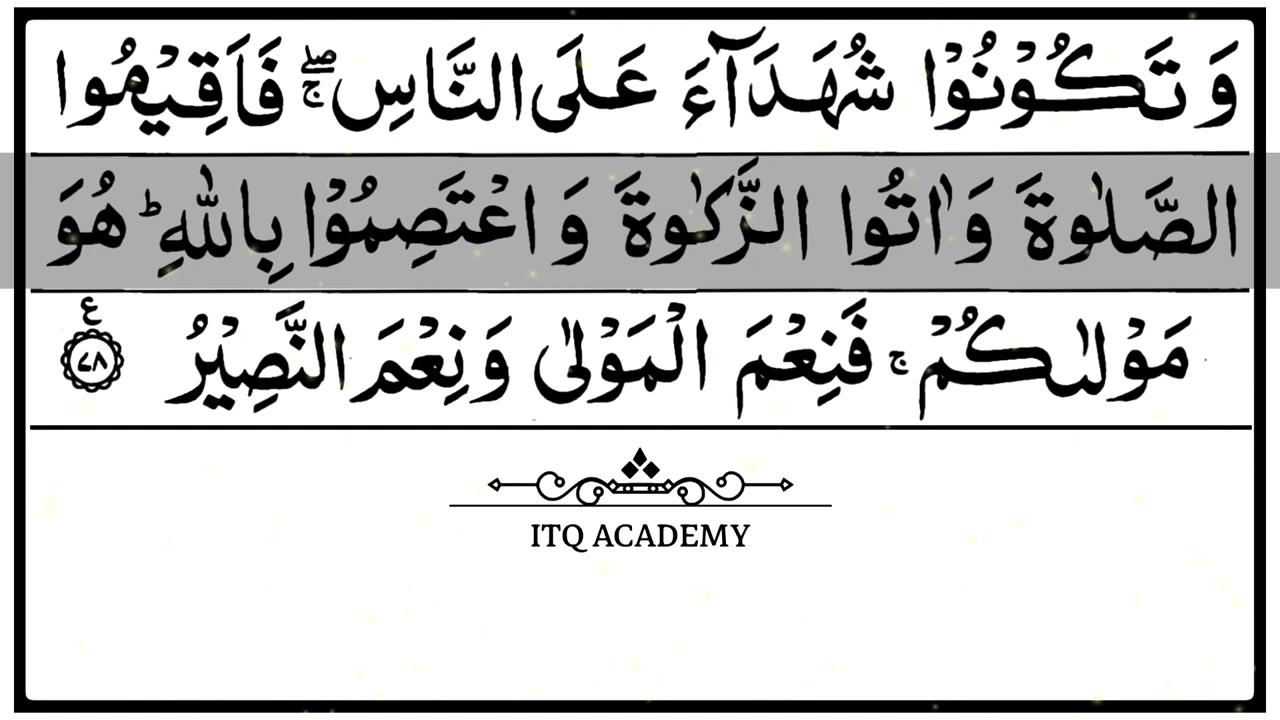 وَ تَكُوْنُوْا شُهَدَآءَ عَلَى النَّاسِ ۖۚ فَاَقِيْمُوا
الصَّلٰوةَ وَاٰتُوا الزَّكٰوةَ وَ اعْتَصِمُوْا بِاللّٰهِ ؕ هُوَ
مَوْلٰىكُمْ ۚ فَنِعْمَ الْمَوْلٰى وَنِعْمَ النَّصِيْرُ ۧ ﴿۷۸﴾
ITQ ACADEMY